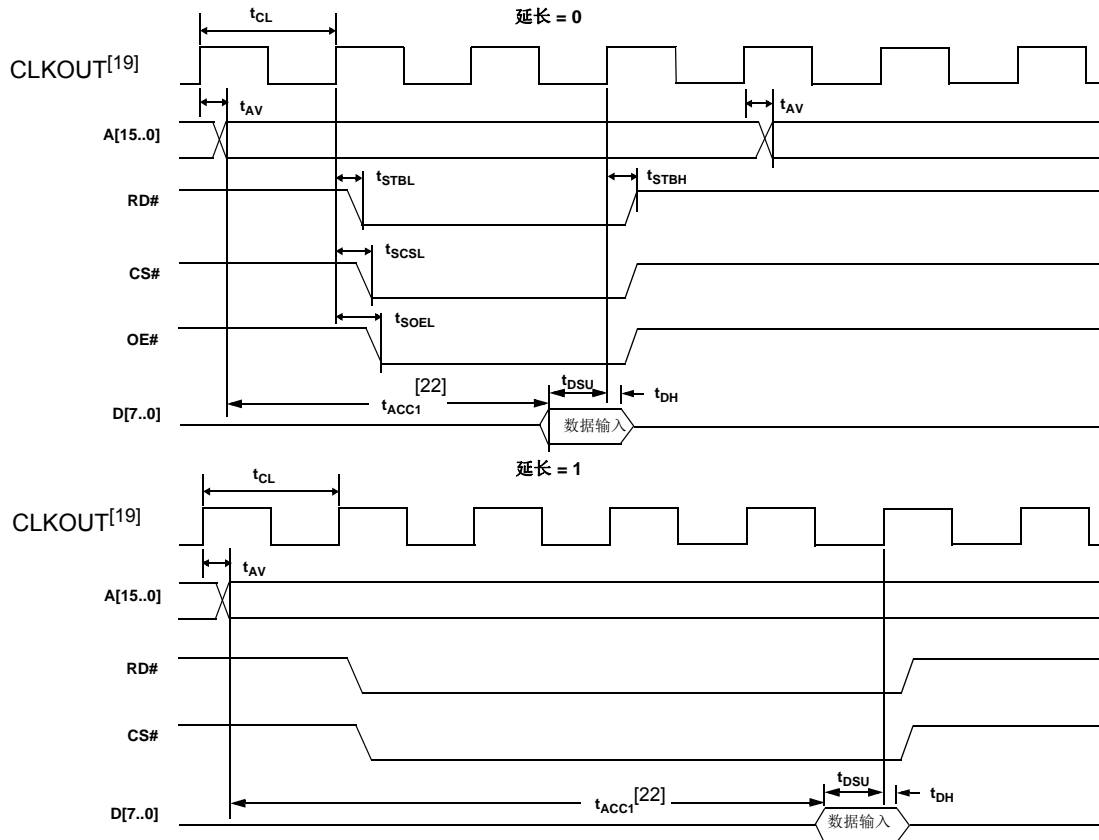 延长 = 0
tCL
CLKOUT[19]
tAV
tAV
A[15..0]
tSTBL
tSTBH
RD#
tSCSL
CS#
tSOEL
OE#
[22]
tDSU
tACC1
tDH
D[7..0]
数据输入
延长 = 1
tCL
CLKOUT[19]
tAV
A[15..0]
RD#
CS#
tDSU
tACC1[22]
tDH
D[7..0]
数据输入